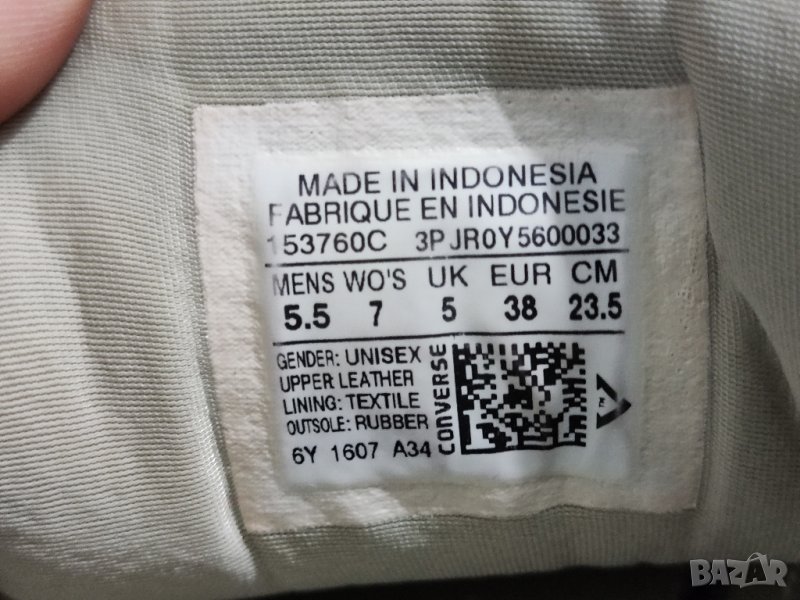 MADE IN INDONESIA
FABRIQUE EN INDONESIE
153760C 3PJR0Y5600033
MENS WO'S UK EUR CM
5.5 7 5 38 23.5
GENDER: UNISEX
UPPER: LEATHER
LINING: TEXTILE
OUTSOLE: RUBBER
6Y 1607 A34
CONVERSE
TM
BAZAR